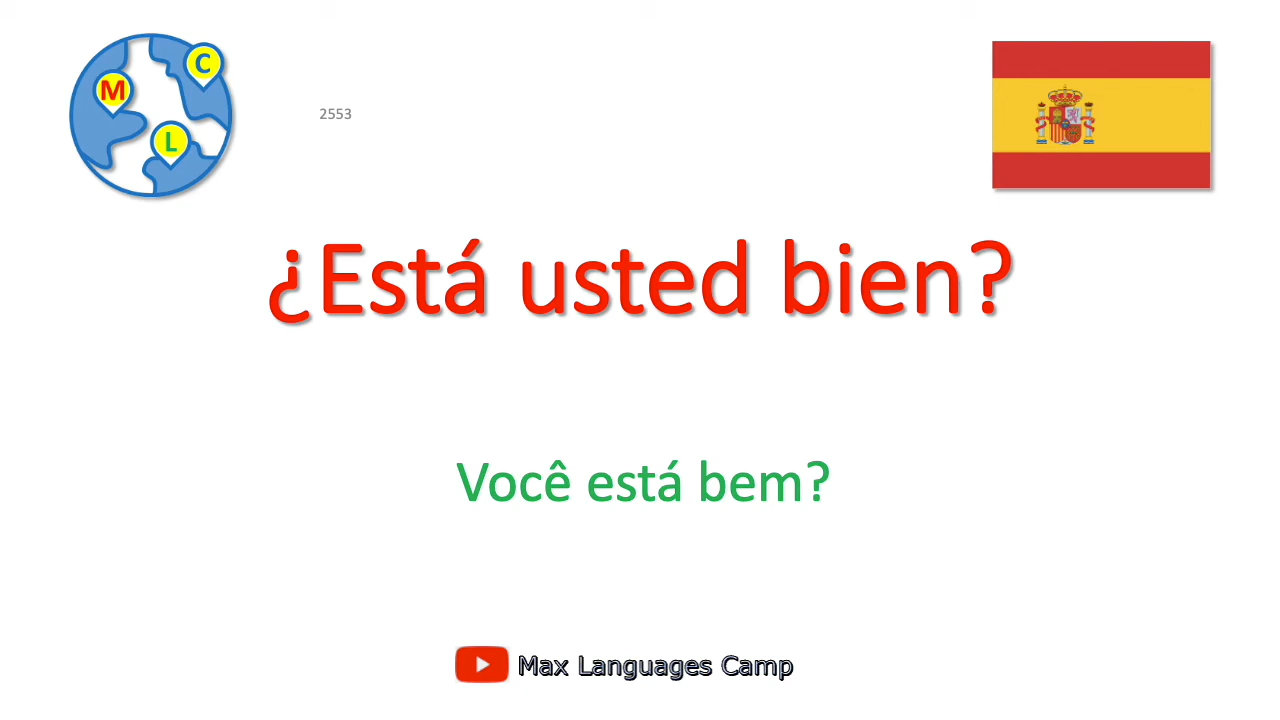 M
C
L
2553
¿Está usted bien?
Você está bem?
Max Languages Camp